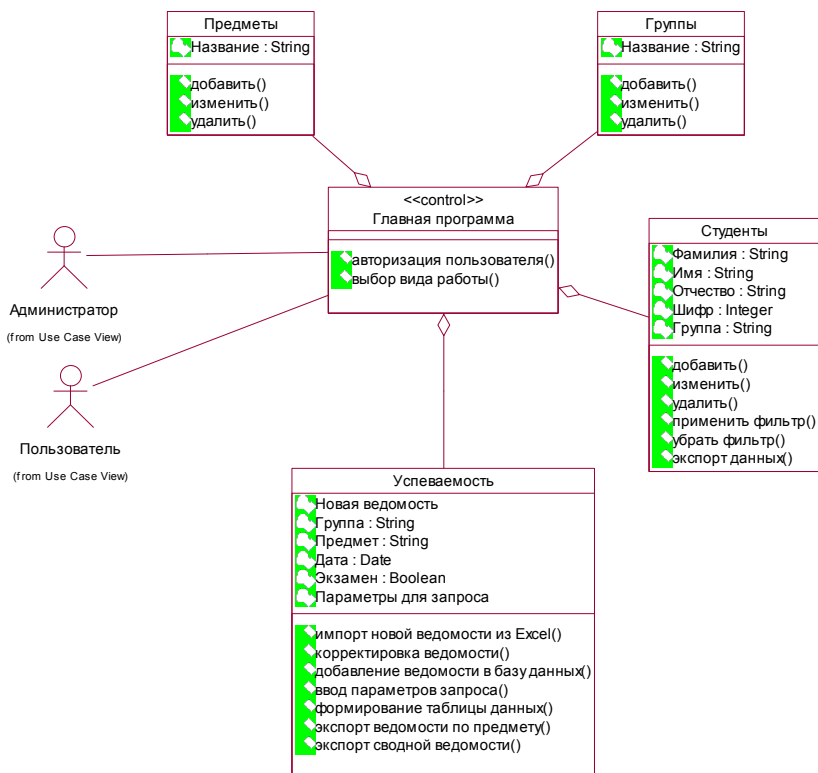 Предметы
Название : String
добавить()
изменить()
удалить()
Группы
Название : String
добавить()
изменить()
удалить()
<<control>>
Главная программа
авторизация пользователя()
выбор вида работы()
Администратор
(from Use Case View)
Пользователь
(from Use Case View)
Студенты
Фамилия : String
Имя : String
Отчество : String
Шифр : Integer
Группа : String
добавить()
изменить()
удалить()
применить фильтр()
убрать фильтр()
экспорт данных()
Успеваемость
Новая ведомость
Группа : String
Предмет : String
Дата : Date
Экзамен : Boolean
Параметры для запроса
импорт новой ведомости из Excel()
корректировка ведомости()
добавление ведомости в базу данных()
ввод параметров запроса()
формирование таблицы данных()
экспорт ведомости по предмету()
экспорт сводной ведомости()